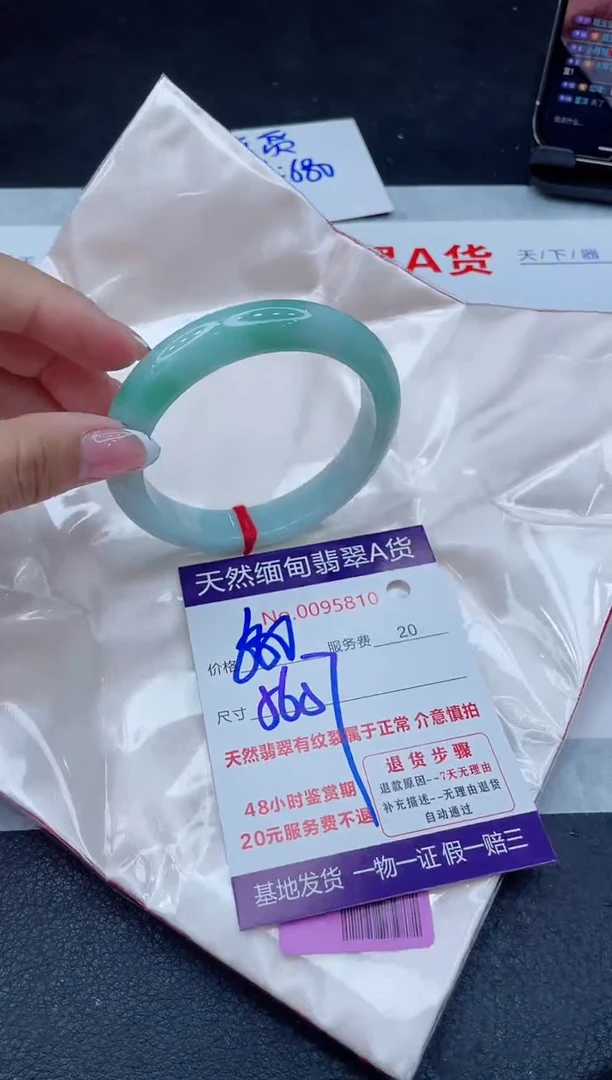 680
翠A货 天/下/器
天然缅甸翡翠A货
No.0095810
价格 680 服务费 20
尺寸
天然翡翠有纹裂属于正常 介意慎拍
48小时鉴赏期
20元服务费不退
退货步骤
退款原因--7天无理由
补充描述--无理由退货
自动通过
基地发货 一物一证 假一赔三